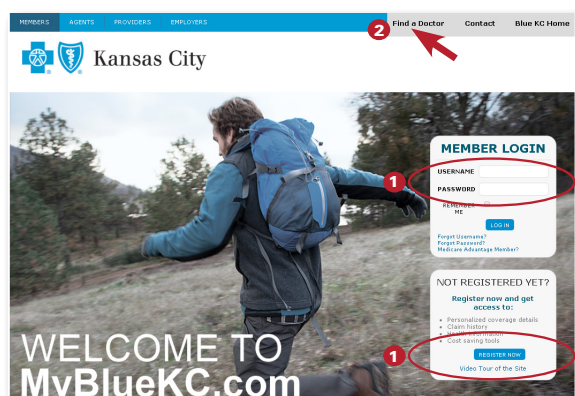 MEMBERS AGENTS PROVIDERS EMPLOYERS
2 Find a Doctor Contact Blue KC Home
Kansas City
MEMBER LOGIN
USERNAME
1 PASSWORD
REMEMBER
ME
LOG IN
Forgot Username?
Forgot Password?
Medicare Advantage Member?
NOT REGISTERED YET?
Register now and get
access to:
• Personalized coverage details
• Claim history
• Health information
• Cost saving tools
1 REGISTER NOW
Video Tour of the Site
WELCOME TO
MyBlueKC.com